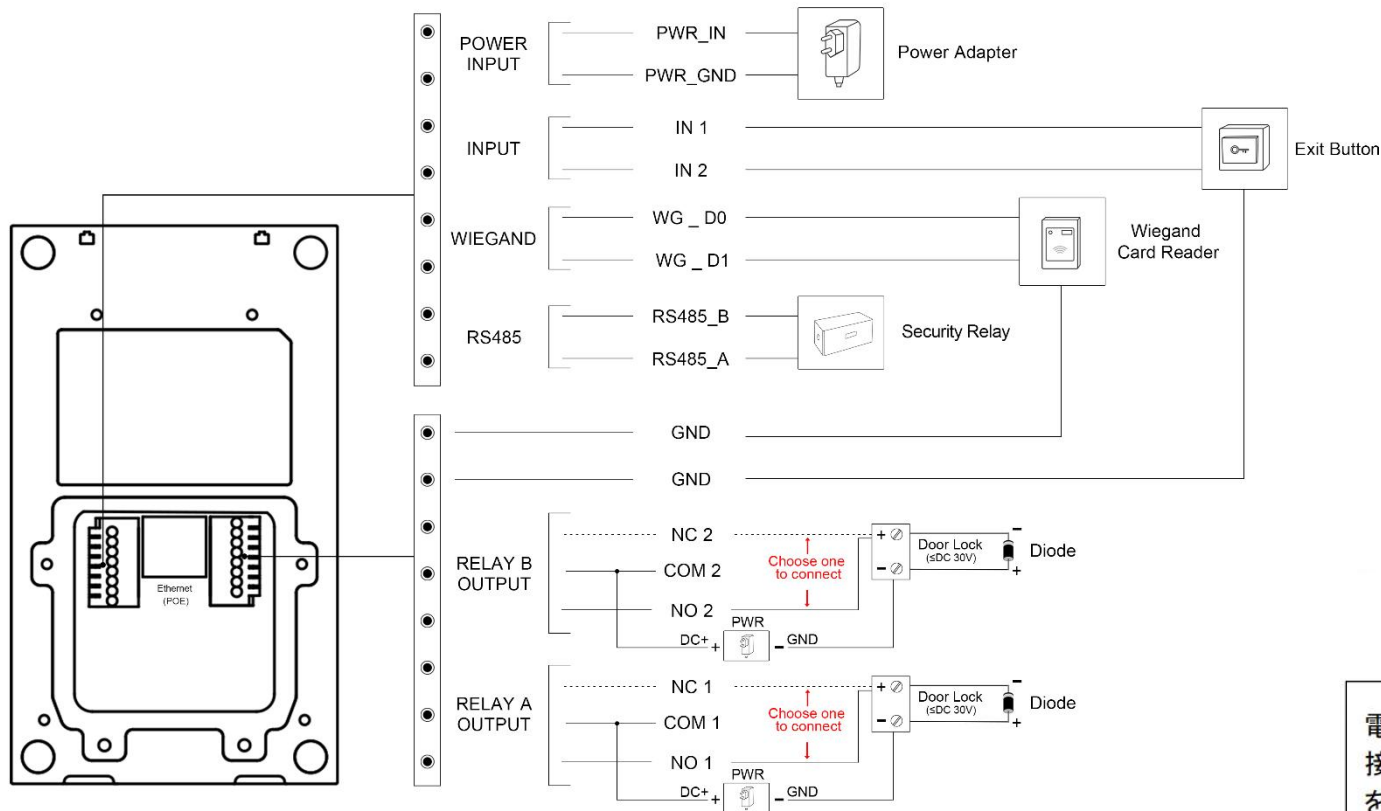 POWER
INPUT
PWR_IN
PWR_GND
Power Adapter
INPUT
IN 1
IN 2
Exit Button
WIEGAND
WG _ D0
WG _ D1
Wiegand
Card Reader
RS485
RS485_B
RS485_A
Security Relay
GND
GND
Ethernet
(POE)
RELAY B
OUTPUT
NC 2
COM 2
NO 2
Choose one
to connect
PWR
DC+ +
- GND
+
-
Door Lock
(≤DC 30V)
-
Diode
+
RELAY A
OUTPUT
NC 1
COM 1
NO 1
Choose one
to connect
PWR
DC+ +
- GND
+
-
Door Lock
(≤DC 30V)
-
Diode
+
電
接
を